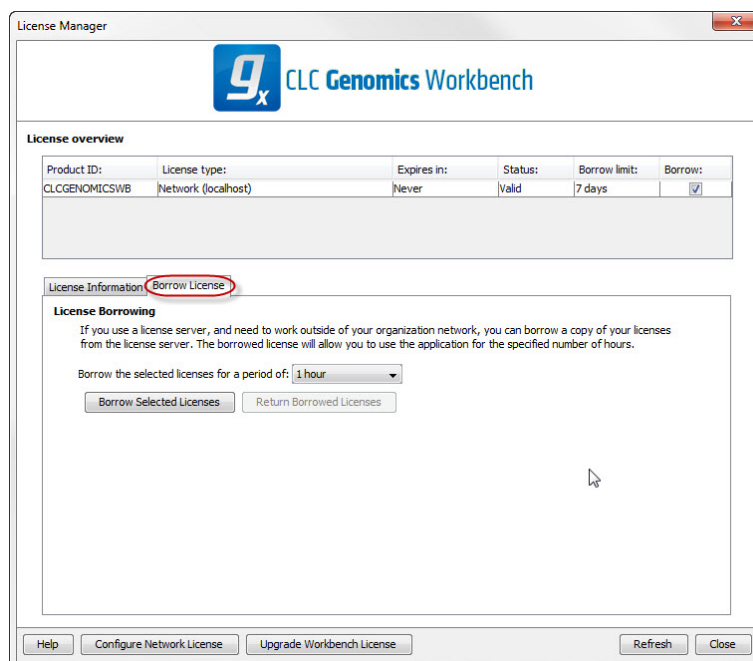 License Manager
x
gx CLC Genomics Workbench
License overview
Product ID: License type: Expires in: Status: Borrow limit: Borrow:
CLCGENOMICSWB Network (localhost) Never Valid 7 days
License Information Borrow License
License Borrowing
If you use a license server, and need to work outside of your organization network, you can borrow a copy of your licenses
from the license server. The borrowed license will allow you to use the application for the specified number of hours.
Borrow the selected licenses for a period of: 1 hour
Borrow Selected Licenses Return Borrowed Licenses
Help Configure Network License Upgrade Workbench License Refresh Close